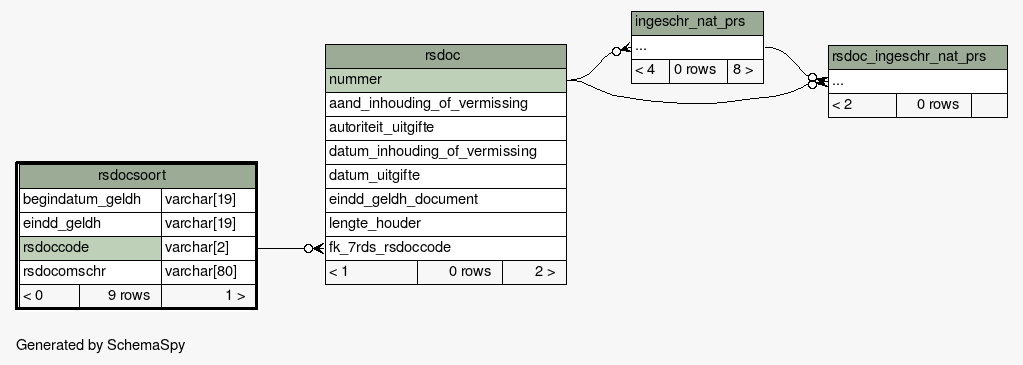 ingeschr_nat_prs
...
< 4 0 rows 8 >
rsdoc_ingeschr_nat_prs
...
< 2 0 rows
rsdoc
nummer
aand_inhouding_of_vermissing
autoriteit_uitgifte
datum_inhouding_of_vermissing
datum_uitgifte
eindd_geldh_document
lengte_houder
fk_7rds_rsdoccode
< 1 0 rows 2 >
rsdocsoort
begindatum_geldh varchar[19]
eindd_geldh varchar[19]
rsdoccode varchar[2]
rsdocomschr varchar[80]
< 0 9 rows 1 >
Generated by SchemaSpy